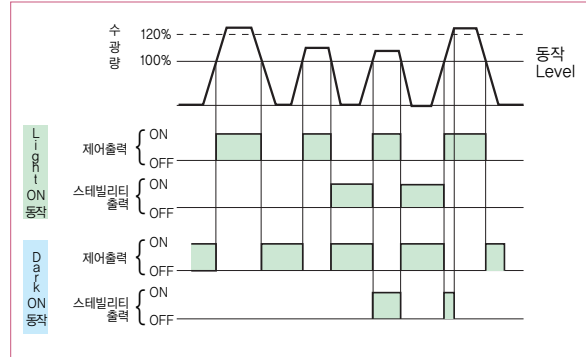 수광량
120%
100%
동작
Level
Light
ON
동작
제어출력
ON
OFF
스테빌리티
출력
ON
OFF
Dark
ON
동작
제어출력
ON
OFF
스테빌리티
출력
ON
OFF